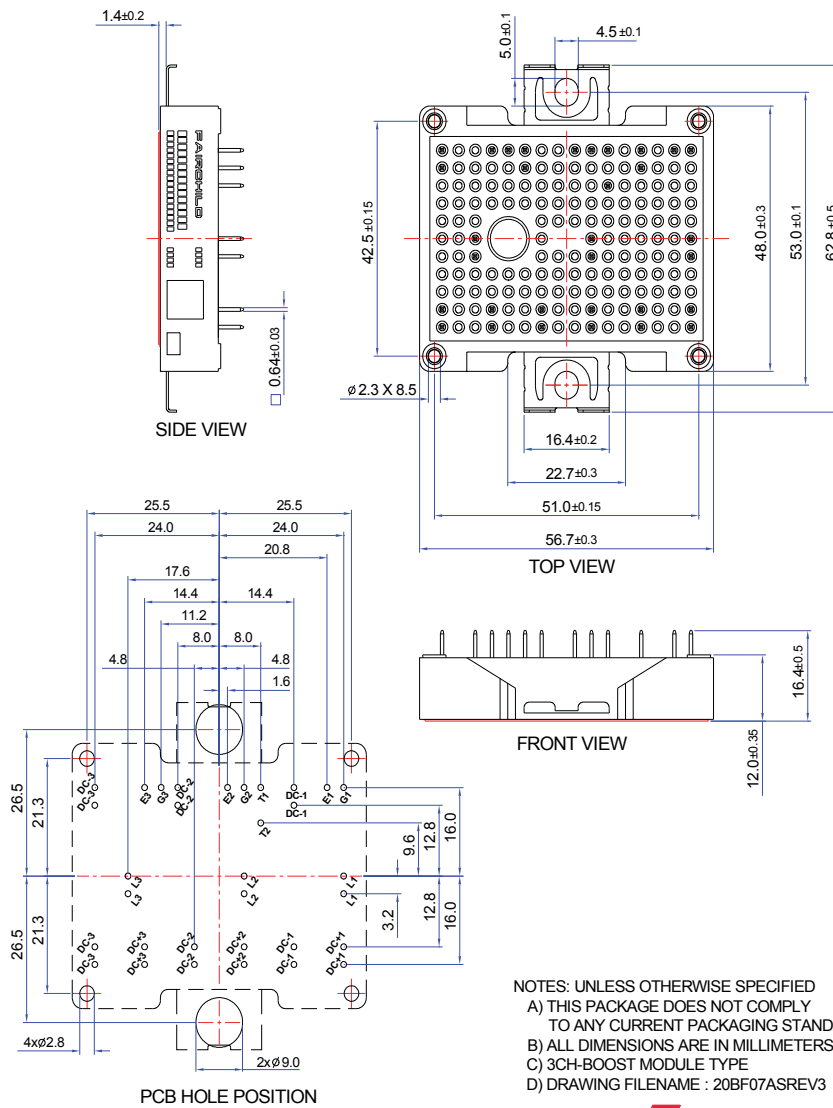 1.4±0.2
5.0±0.1
4.5±0.1
FAIRCHILD
42.5±0.15
48.0±0.3
53.0±0.1
62.8±0.5
0.64±0.03
ø2.3 X 8.5
SIDE VIEW
16.4±0.2
22.7±0.3
51.0±0.15
56.7±0.3
TOP VIEW
25.5 25.5
24.0 24.0
20.8
17.6
14.4 14.4
11.2
8.0 8.0
4.8 4.8
1.6
16.4±0.5
12.0±0.35
FRONT VIEW
26.5
21.3
DC-3 E3 G3 DC-2 E2 G2 T1 DC-1 E1 G1
DC-3 DC-2 DC-1
T2
9.6
12.8
16.0
L3 L2 L1
L3 L2 L1
3.2
12.8
16.0
26.5
21.3
DC-3 DC+3 DC-2 DC+2 DC-1 DC+1
DC-3 DC+3 DC-2 DC+2 DC-1 DC+1
4xø2.8
2xø9.0
PCB HOLE POSITION
NOTES: UNLESS OTHERWISE SPECIFIED
A) THIS PACKAGE DOES NOT COMPLY
TO ANY CURRENT PACKAGING STAND
B) ALL DIMENSIONS ARE IN MILLIMETERS
C) 3CH-BOOST MODULE TYPE
D) DRAWING FILENAME : 20BF07ASREV3